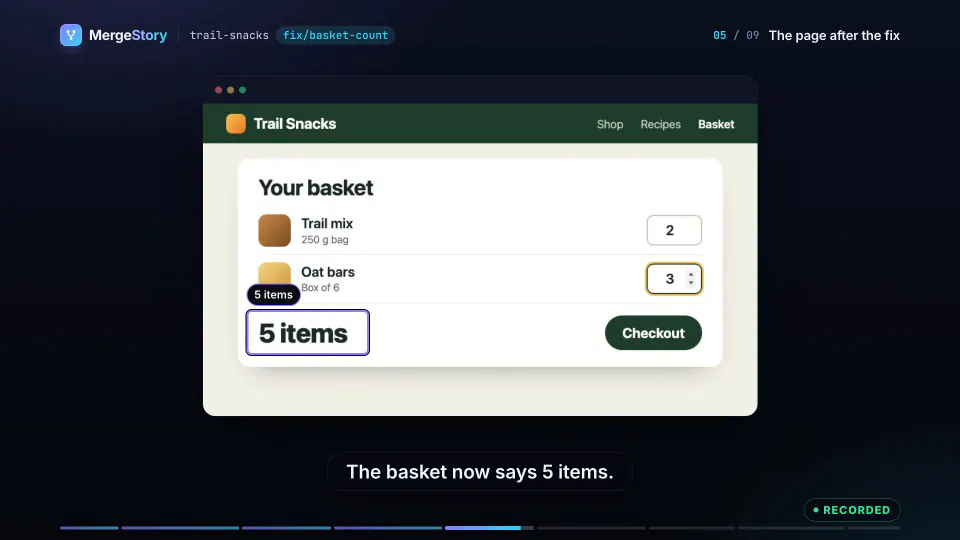 MergeStory trail-snacks fix/basket-count 05 / 09 The page after the fix
Trail Snacks Shop Recipes Basket
Your basket
Trail mix
250 g bag
2
Oat bars
Box of 6
3
5 items
5 items
Checkout
The basket now says 5 items.
RECORDED